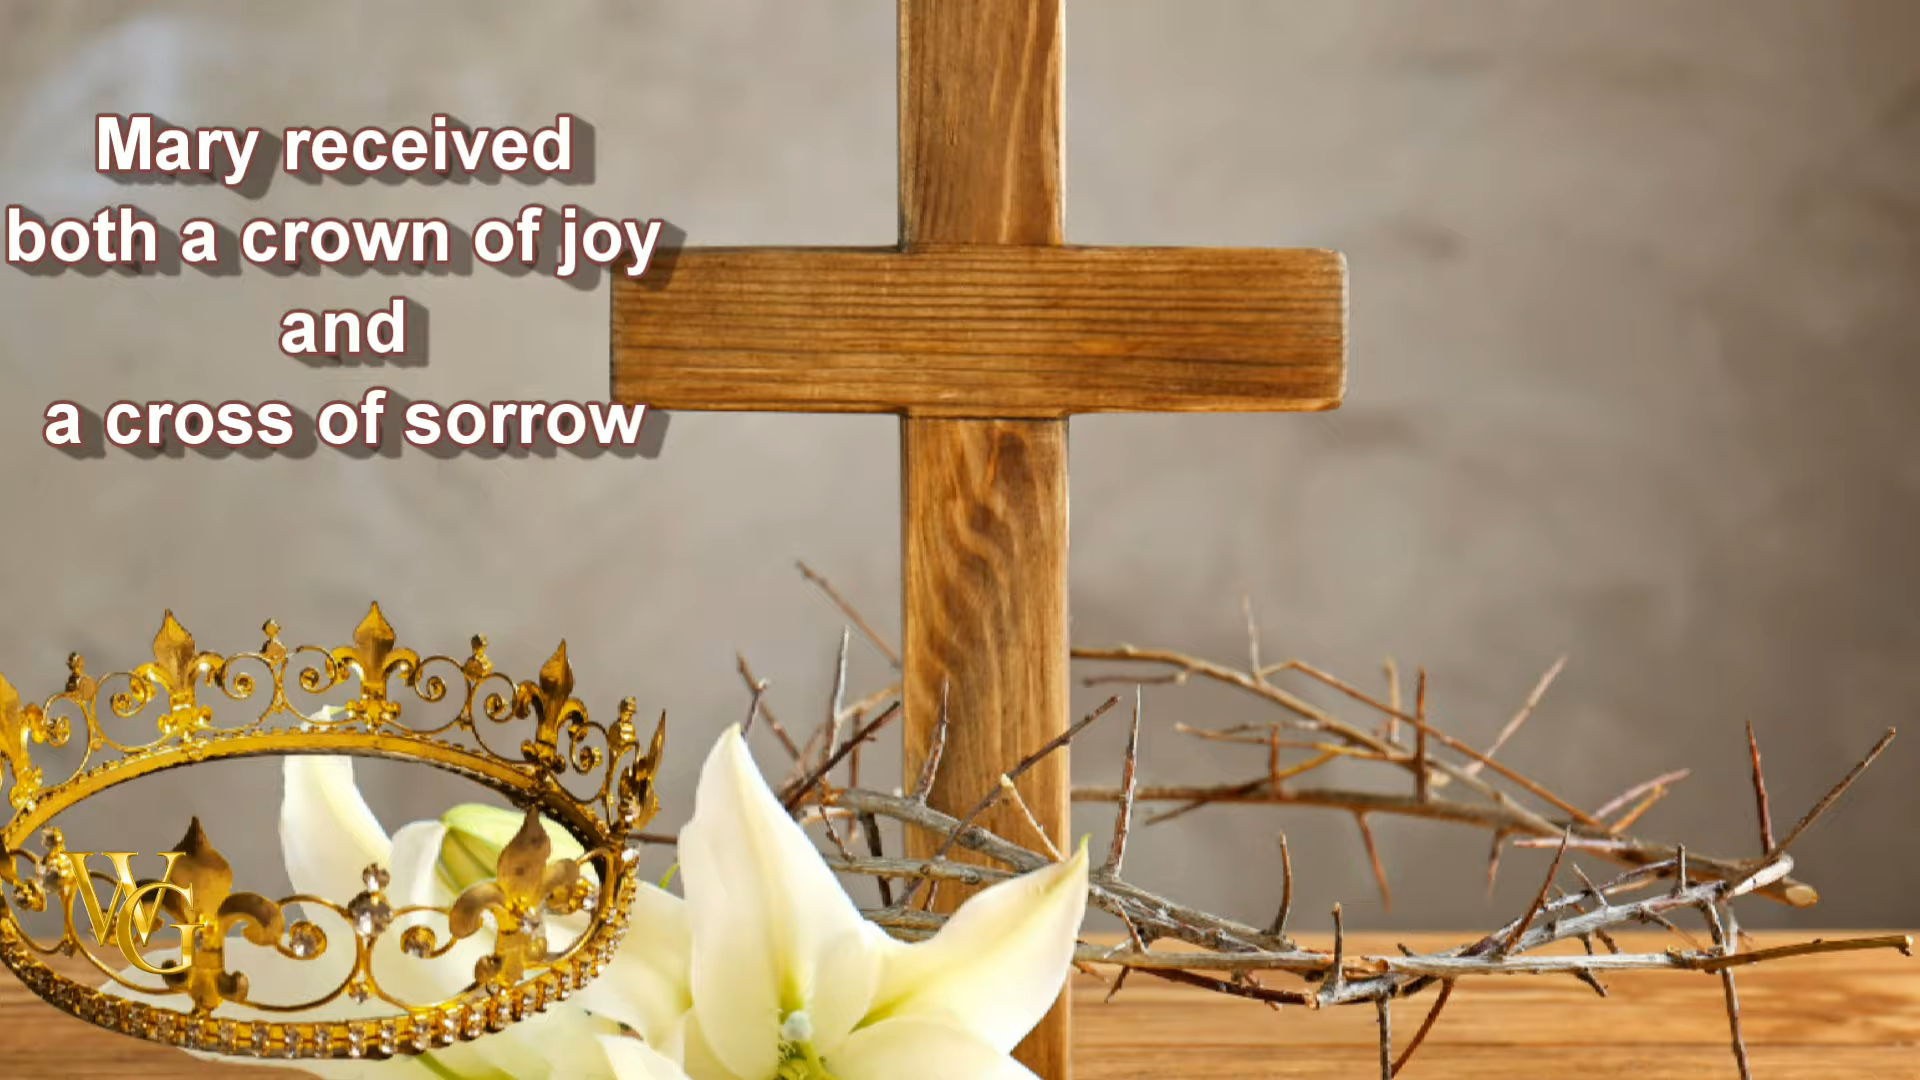 Mary received
both a crown of joy
and
a cross of sorrow
WG